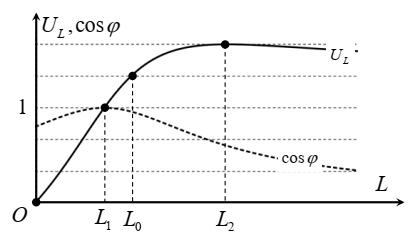 U_L, cosφ
U_L
1
cosφ
L
O
L_1 L_0 L_2